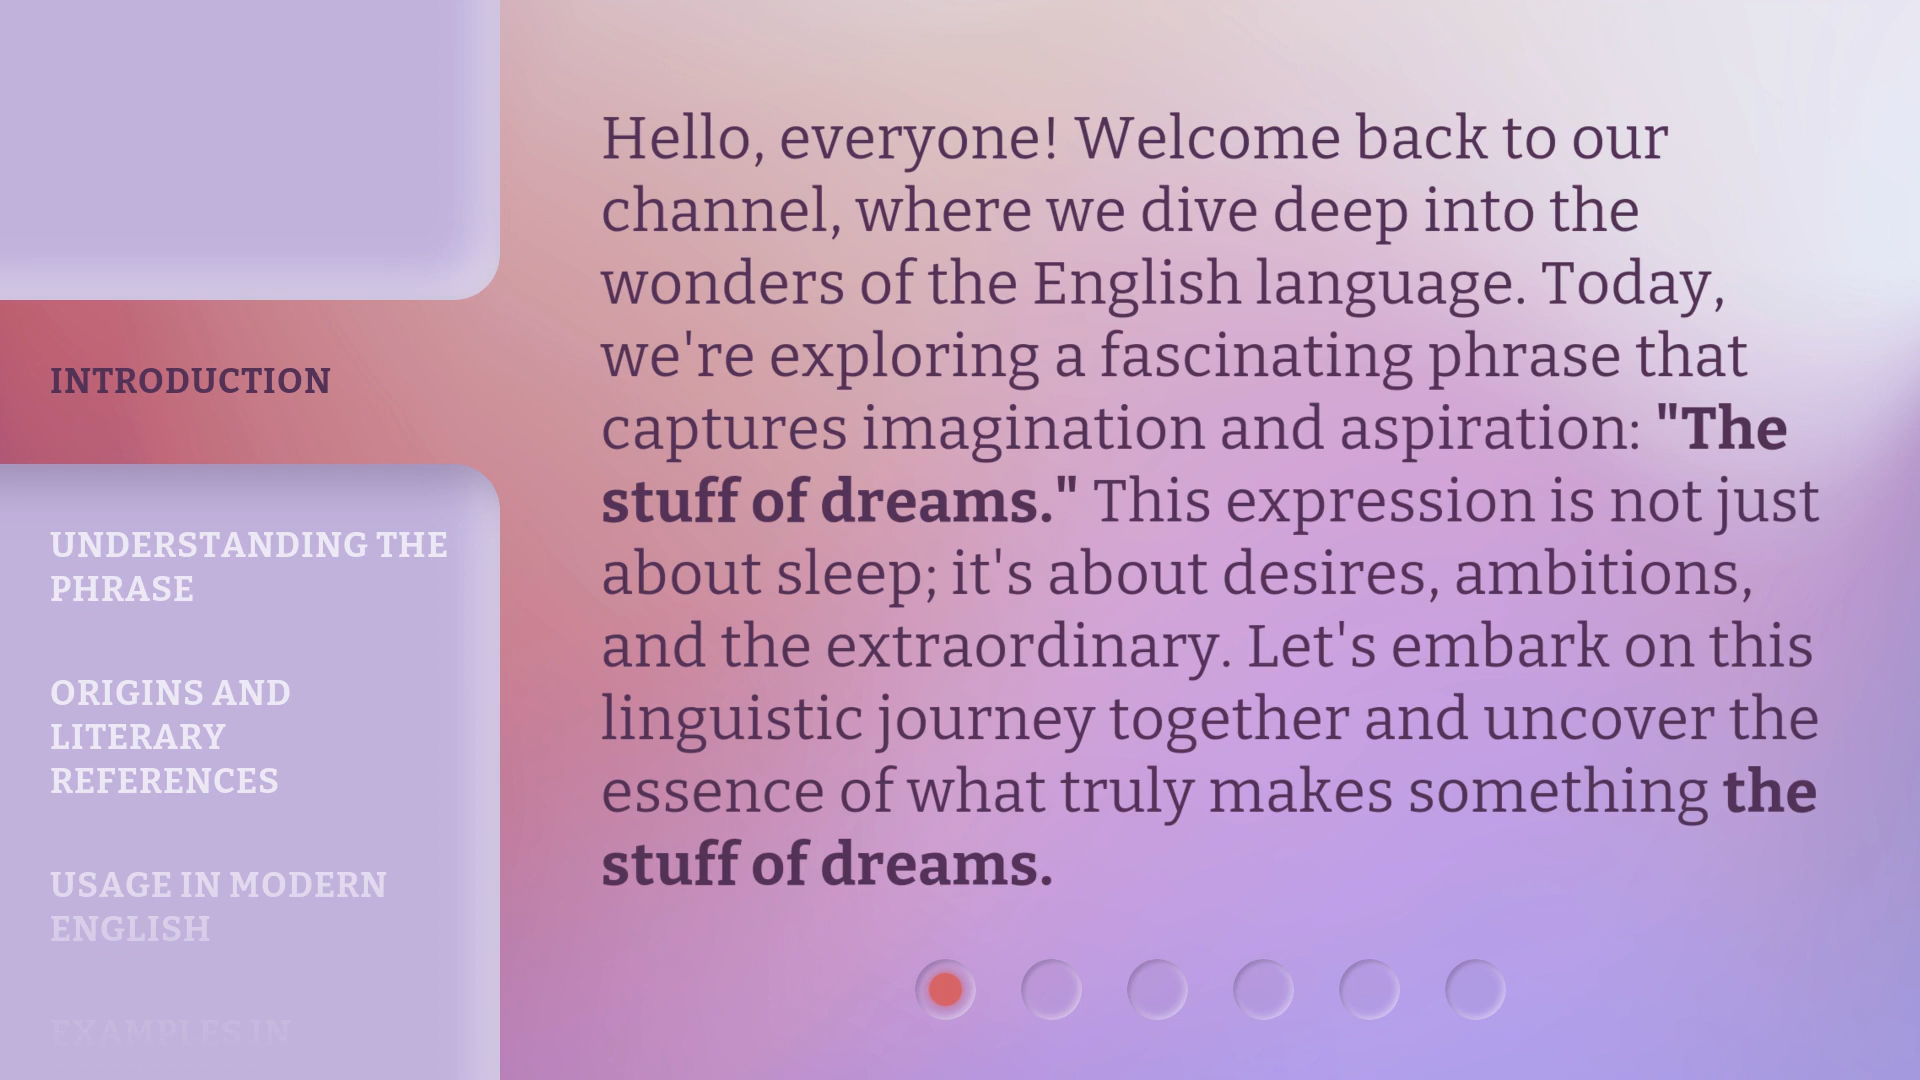 INTRODUCTION
UNDERSTANDING THE
PHRASE
ORIGINS AND
LITERARY
REFERENCES
USAGE IN MODERN
ENGLISH
EXAMPLES IN
Hello, everyone! Welcome back to our
channel, where we dive deep into the
wonders of the English language. Today,
we're exploring a fascinating phrase that
captures imagination and aspiration: "The
stuff of dreams." This expression is not just
about sleep; it's about desires, ambitions,
and the extraordinary. Let's embark on this
linguistic journey together and uncover the
essence of what truly makes something the
stuff of dreams.